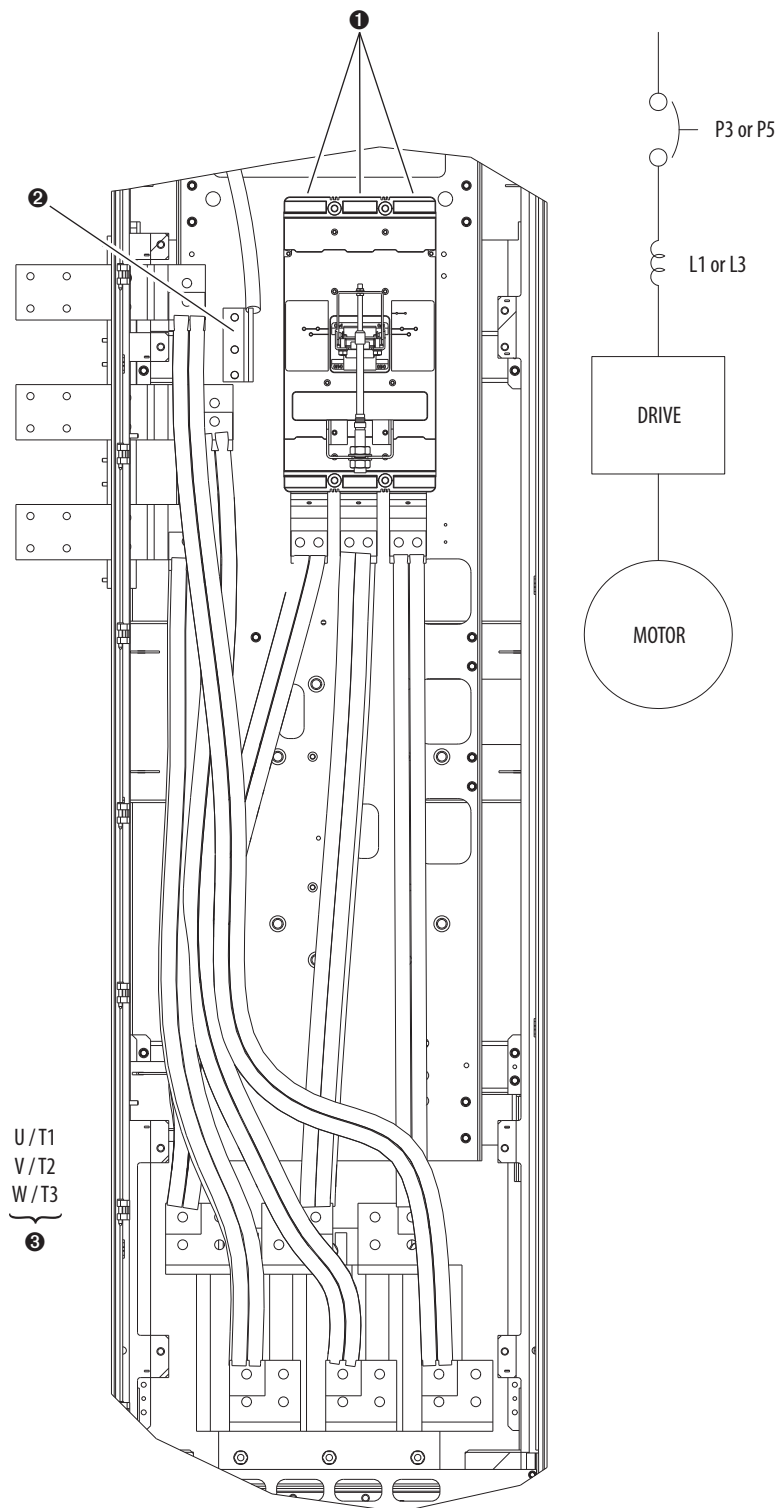 ❶
❷
P3 or P5
L1 or L3
DRIVE
MOTOR
U / T1
V / T2
W / T3
❸